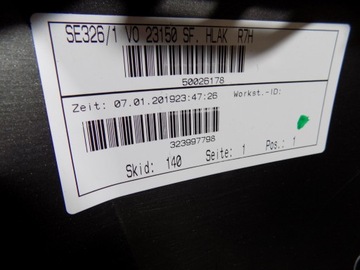 SE326/1 VO 23150 SF. HLAK R7H
50026178
Zeit: 07.01.201923:47:26 Workst.-ID:
323997798
Skid: 140 Seite: 1 Pos.: 1